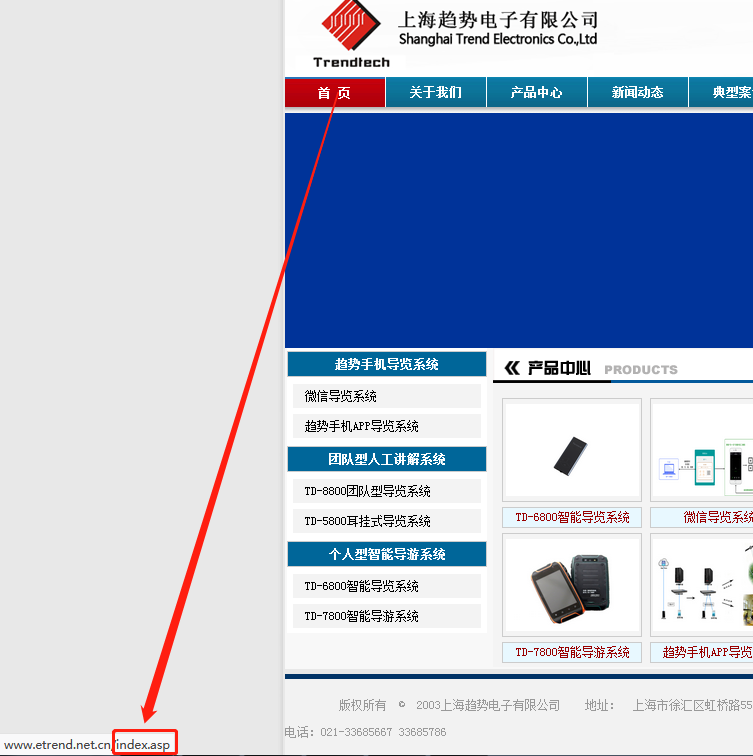 上海趋势电子有限公司
Shanghai Trend Electronics Co.,Ltd
Trendtech
首 页
关于我们
产品中心
新闻动态
典型案
趋势手机导览系统
微信导览系统
趋势手机APP导览系统
团队型人工讲解系统
TD-8800团队型导览系统
TD-5800耳挂式导览系统
个人型智能导游系统
TD-6800智能导览系统
TD-7800智能导游系统
产品中心 PRODUCTS
TD-6800智能导览系统
微信导览系统
TD-7800智能导游系统
趋势手机APP导览
版权所有 © 2003上海趋势电子有限公司 地址: 上海市徐汇区虹桥路55
电话: 021-33685667 33685786
www.etrend.net.cn/index.asp